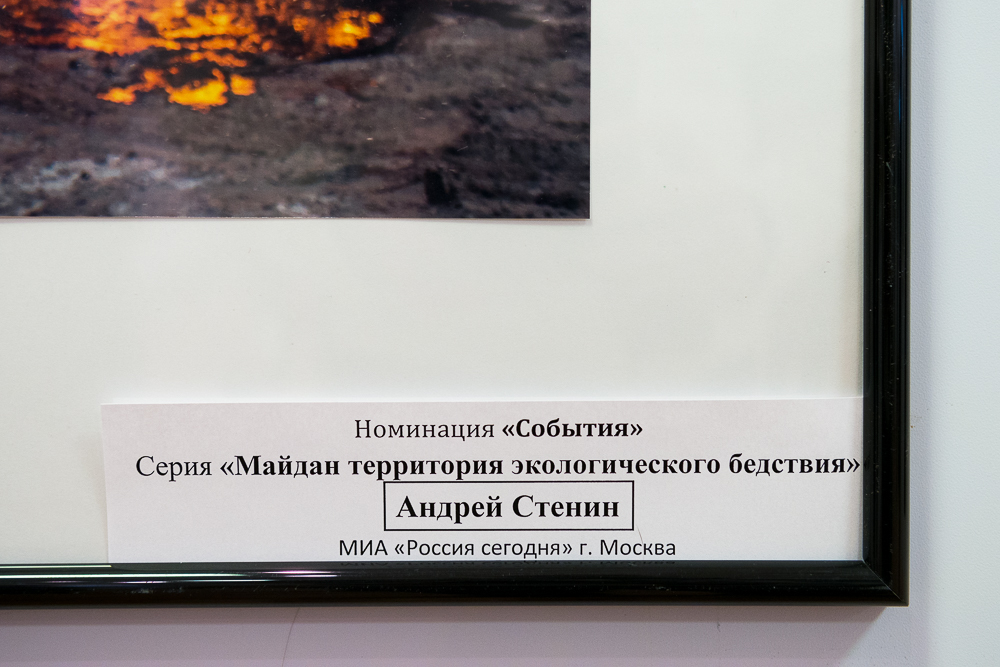 Номинация «События»
Серия «Майдан территория экологического бедствия»
Андрей Стенин
МИА «Россия сегодня» г. Москва